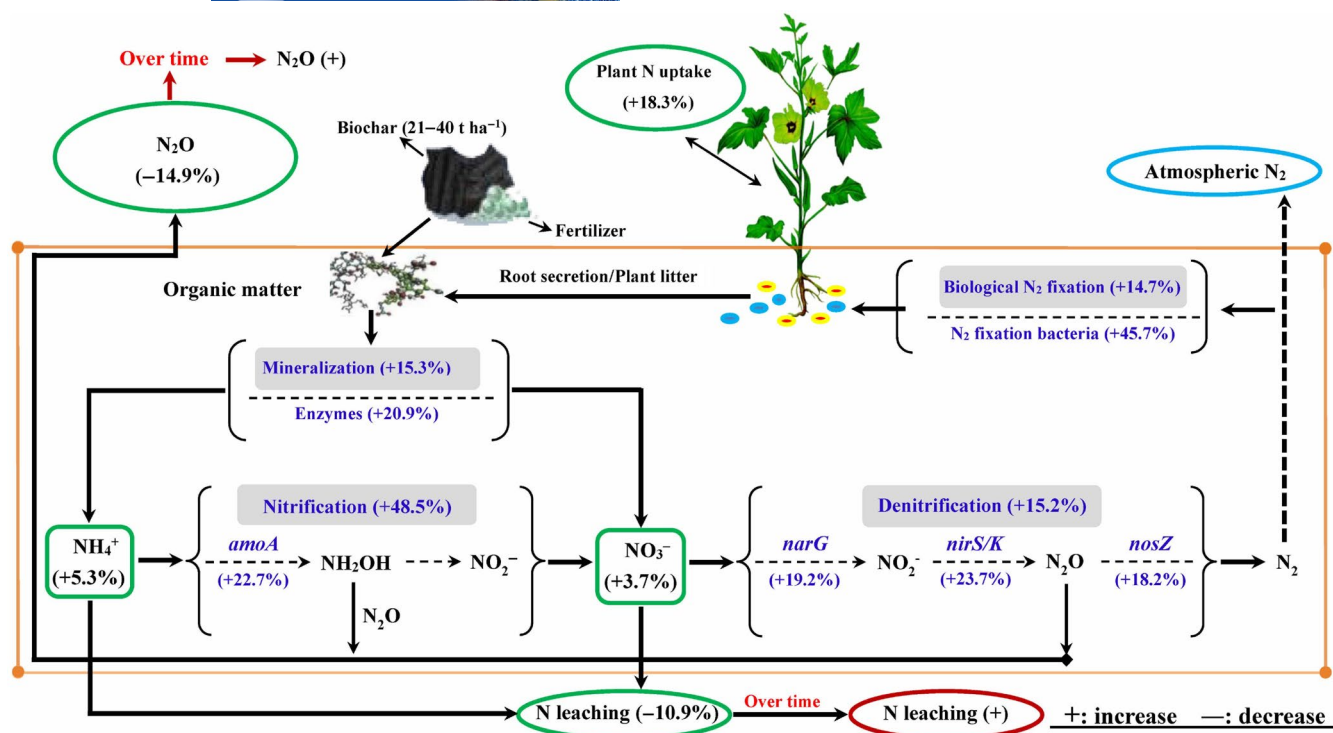 Over time
N₂O (+)
N₂O
(−14.9%)
Biochar (21−40 t ha⁻¹)
Fertilizer
Plant N uptake
(+18.3%)
Atmospheric N₂
Organic matter
Root secretion/Plant litter
Biological N₂ fixation (+14.7%)
N₂ fixation bacteria (+45.7%)
Mineralization (+15.3%)
Enzymes (+20.9%)
Nitrification (+48.5%)
Denitrification (+15.2%)
NH₄⁺
(+5.3%)
amoA
(+22.7%)
NH₂OH
NO₂⁻
N₂O
NO₃⁻
(+3.7%)
narG
(+19.2%)
NO₂⁻
nirS/K
(+23.7%)
N₂O
nosZ
(+18.2%)
N₂
N leaching (−10.9%)
Over time
N leaching (+)
+: increase —: decrease